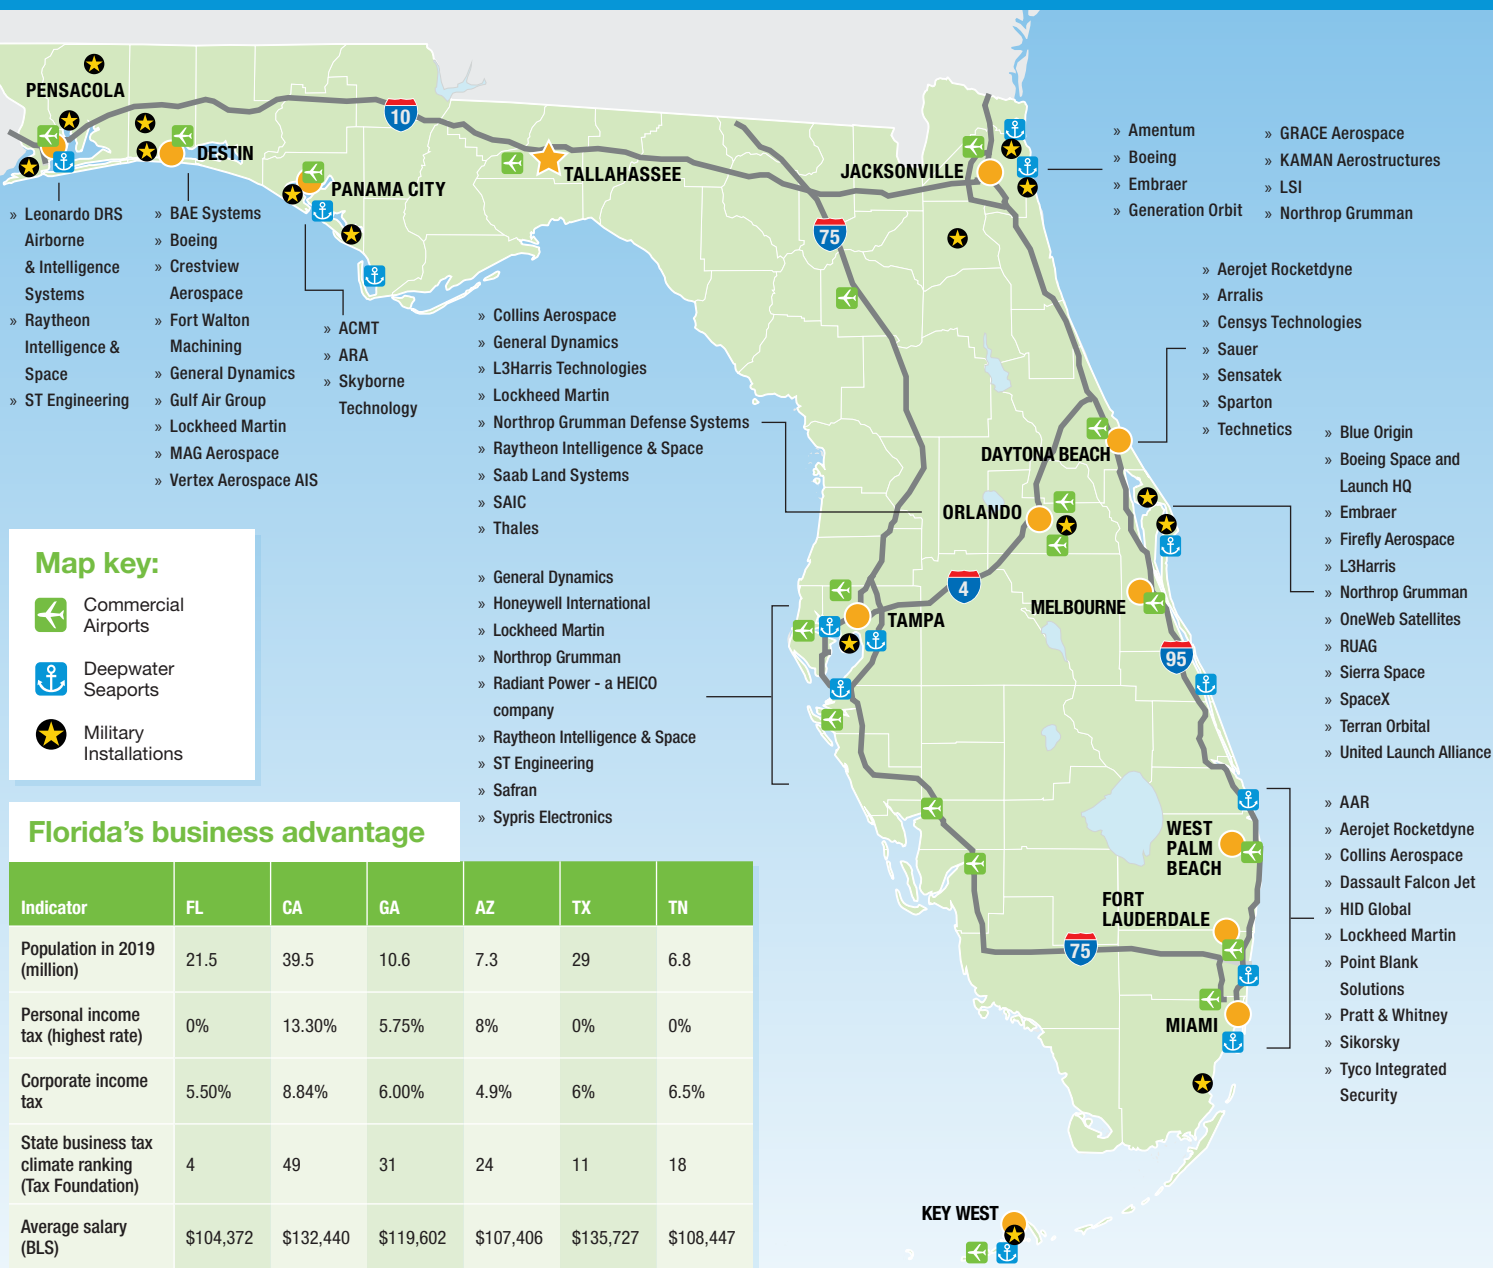 PENSACOLA
10
DESTIN
PANAMA CITY
TALLAHASSEE
JACKSONVILLE
75
» Leonardo DRS
Airborne
& Intelligence
Systems
» Raytheon
Intelligence &
Space
» ST Engineering
» BAE Systems
» Boeing
» Crestview
Aerospace
» Fort Walton
Machining
» General Dynamics
» Gulf Air Group
» Lockheed Martin
» MAG Aerospace
» Vertex Aerospace AIS
» ACMT
» ARA
» Skyborne
Technology
» Amentum
» Boeing
» Embraer
» Generation Orbit
» GRACE Aerospace
» KAMAN Aerostructures
» LSI
» Northrop Grumman
» Collins Aerospace
» General Dynamics
» L3Harris Technologies
» Lockheed Martin
» Northrop Grumman Defense Systems
» Raytheon Intelligence & Space
» Saab Land Systems
» SAIC
» Thales
» Aerojet Rocketdyne
» Arralis
» Censys Technologies
» Sauer
» Sensatek
» Sparton
» Technetics
DAYTONA BEACH
ORLANDO
4
TAMPA
MELBOURNE
95
» Blue Origin
» Boeing Space and
Launch HQ
» Embraer
» Firefly Aerospace
» L3Harris
» Northrop Grumman
» OneWeb Satellites
» RUAG
» Sierra Space
» SpaceX
» Terran Orbital
» United Launch Alliance
» General Dynamics
» Honeywell International
» Lockheed Martin
» Northrop Grumman
» Radiant Power - a HEICO
company
» Raytheon Intelligence & Space
» ST Engineering
» Safran
» Sypris Electronics
Map key:
Commercial
Airports
Deepwater
Seaports
Military
Installations
WEST
PALM
BEACH
FORT
LAUDERDALE
75
MIAMI
KEY WEST
» AAR
» Aerojet Rocketdyne
» Collins Aerospace
» Dassault Falcon Jet
» HID Global
» Lockheed Martin
» Point Blank
Solutions
» Pratt & Whitney
» Sikorsky
» Tyco Integrated
Security
Florida's business advantage
Indicator FL CA GA AZ TX TN
Population in 2019
(million) 21.5 39.5 10.6 7.3 29 6.8
Personal income
tax (highest rate) 0% 13.30% 5.75% 8% 0% 0%
Corporate income
tax 5.50% 8.84% 6.00% 4.9% 6% 6.5%
State business tax
climate ranking 4 49 31 24 11 18
(Tax Foundation)
Average salary
(BLS) $104,372 $132,440 $119,602 $107,406 $135,727 $108,447